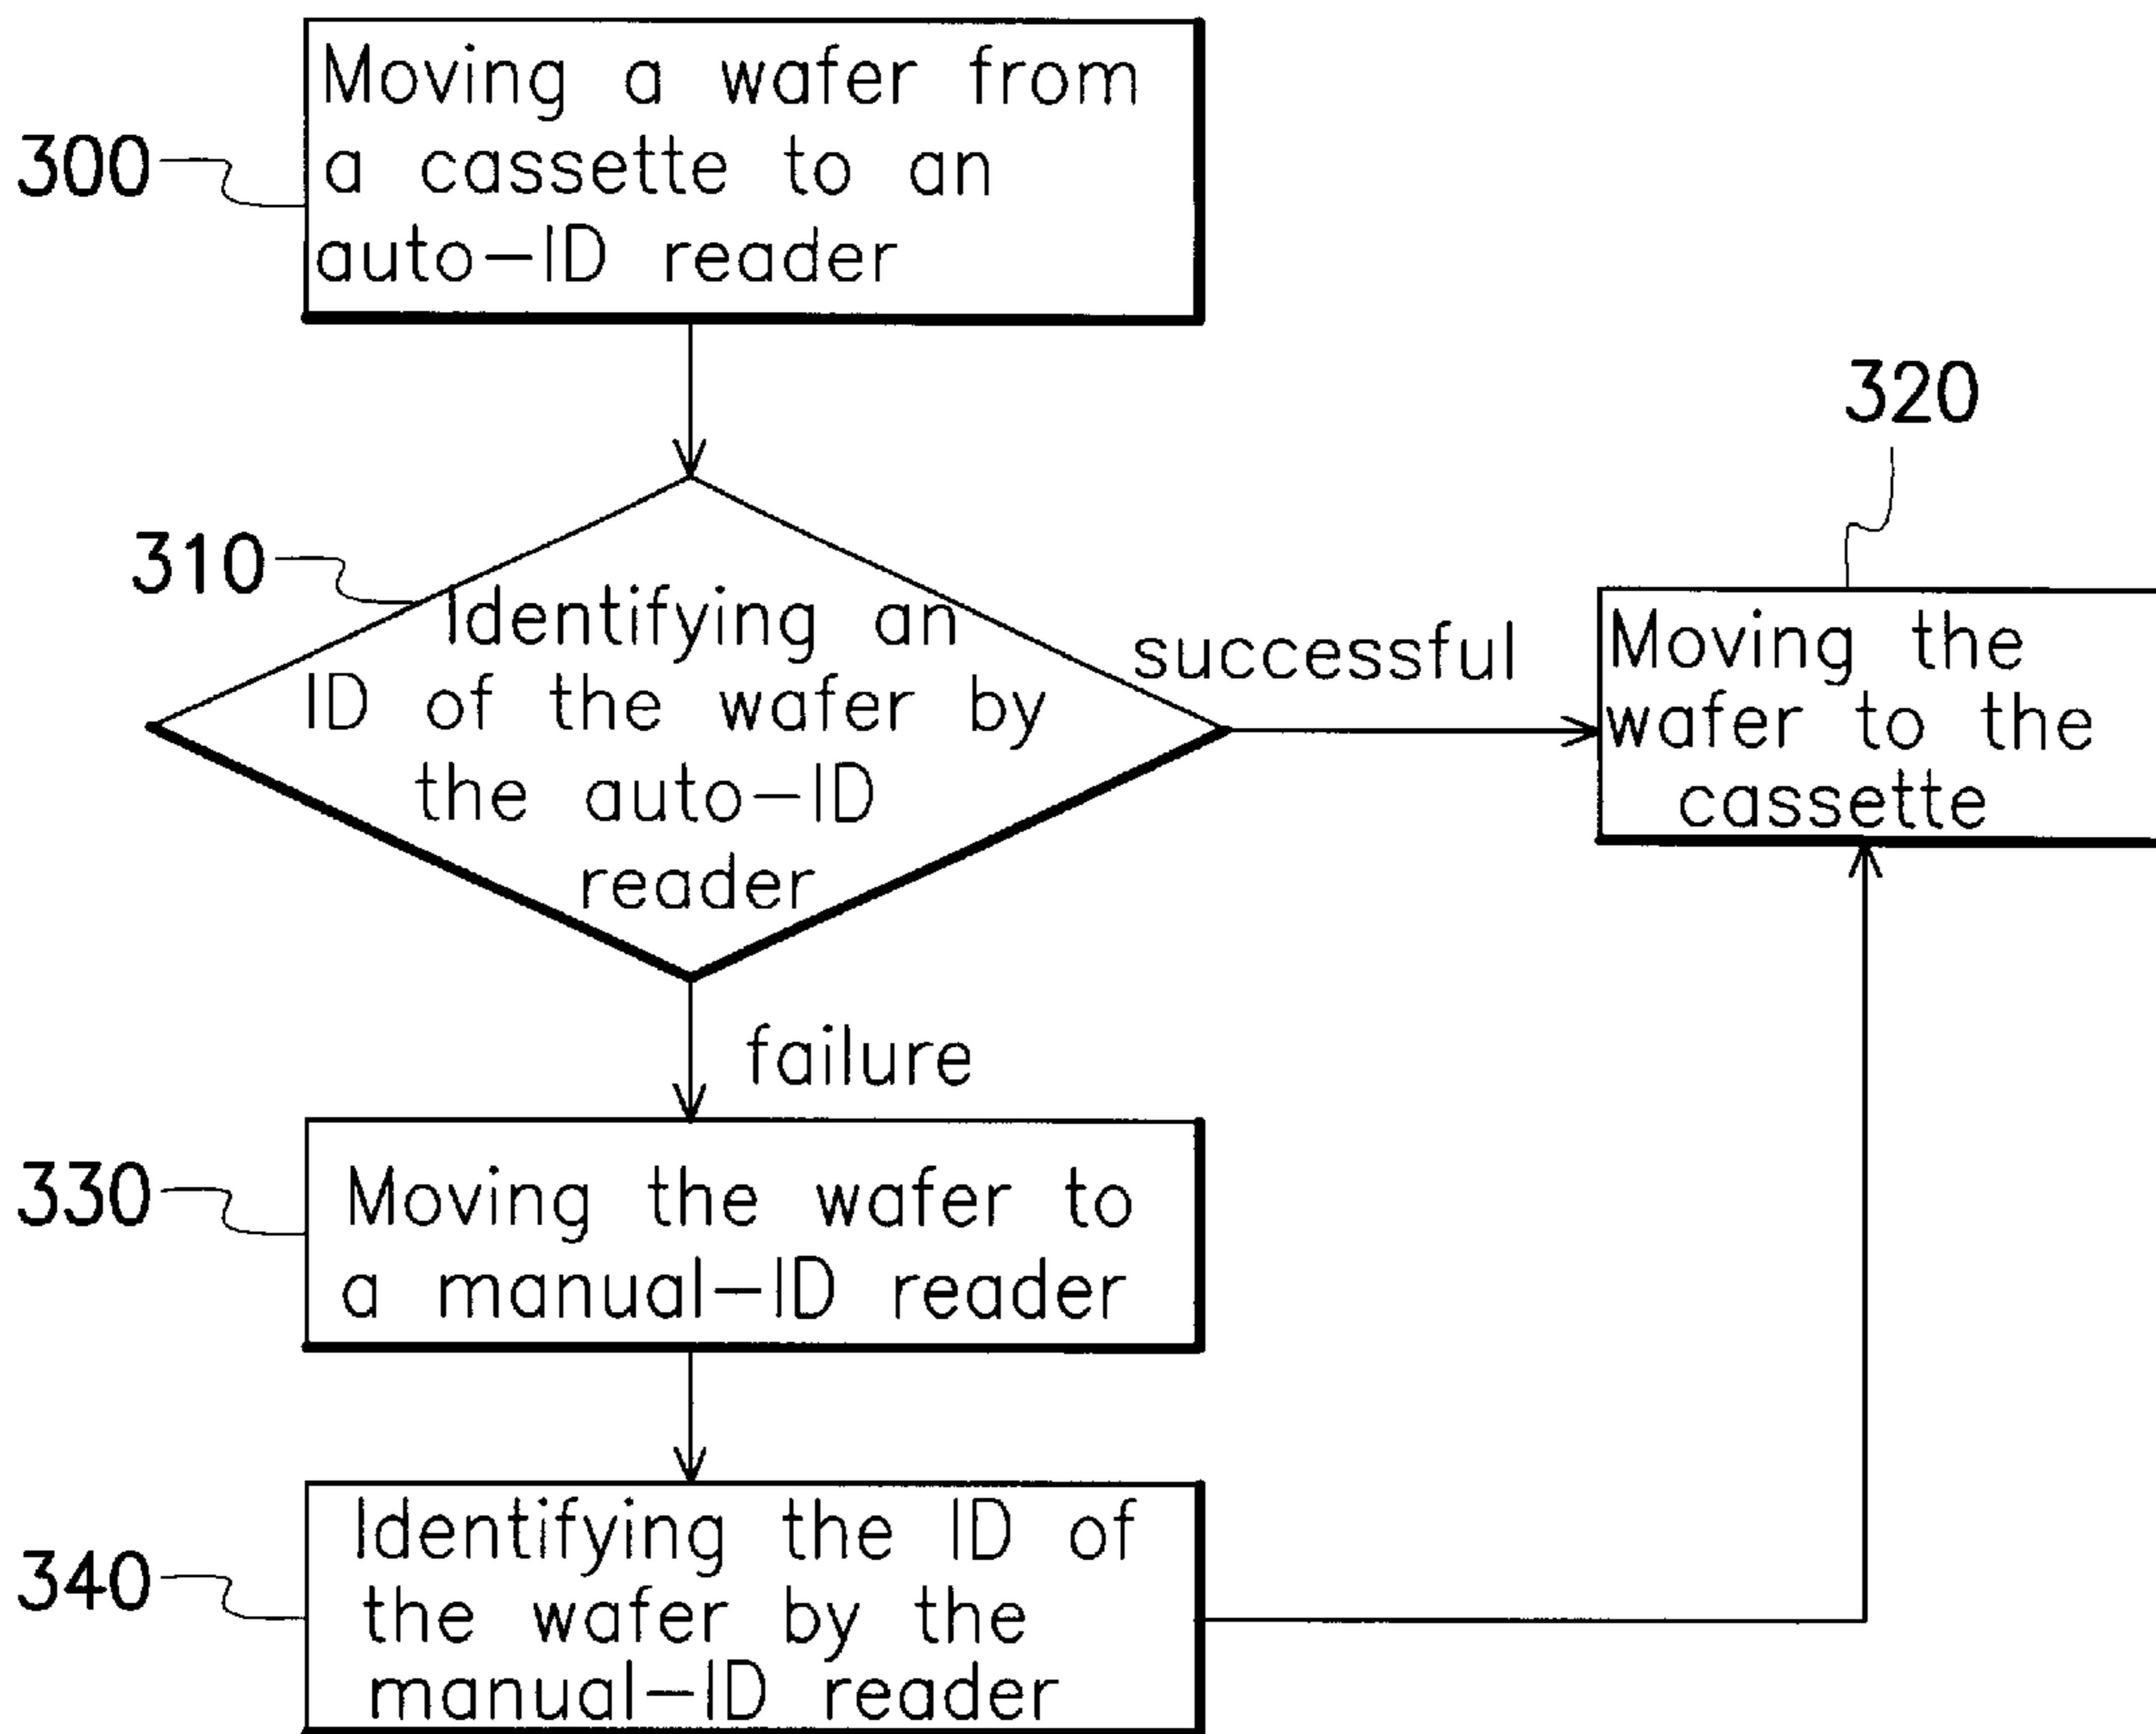 Moving a wafer from
a cassette to an
auto-ID reader
300
320
310
Identifying an
ID of the wafer by
the auto-ID
reader
successful
Moving the
wafer to the
cassette
failure
330
Moving the wafer to
a manual-ID reader
340
Identifying the ID of
the wafer by the
manual-ID reader